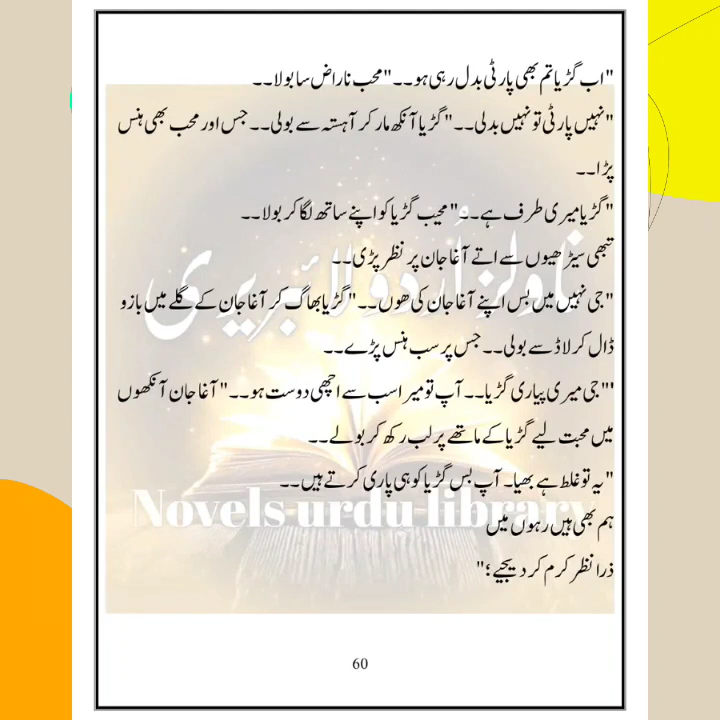 "اب گڑیا تم بھی پارٹی بدل رہی ہو۔۔" محب ناراض سا بولا۔۔
"نہیں پارٹی تو نہیں بدلی۔۔" گڑیا آنکھ مار کر آہستہ سے بولی۔۔ جس اور محب بھی ہنس
پڑا۔۔
"گڑیا میری طرف ہے۔۔" محیب گڑیا کو اپنے ساتھ لگا کر بولا۔۔
تبھی سیڑھیوں سے اتے آغا جان پر نظر پڑی۔۔
"جی نہیں میں بس اپنے آغا جان کی ھوں۔۔" گڑیا بھاگ کر آغا جان کے گلے میں بازو
ڈال کر لاڈ سے بولی۔۔ جس پر سب ہنس پڑے۔۔
'"جی میری پیاری گڑیا۔۔ آپ تو میرا سب سے اچھی دوست ہو۔۔" آغا جان آنکھوں
میں محبت لیے گڑیا کے ماتھے پر لب رکھ کر بولے۔۔
"یہ تو غلط ہے بھیا۔ آپ بس گڑیا کو ہی پاری کرتے ہیں۔۔
ہم بھی ہیں رہوں میں
ذرا نظر کرم کر دیجیے ؛"
ناولز اُردو لائبریری
Novels urdu library
60